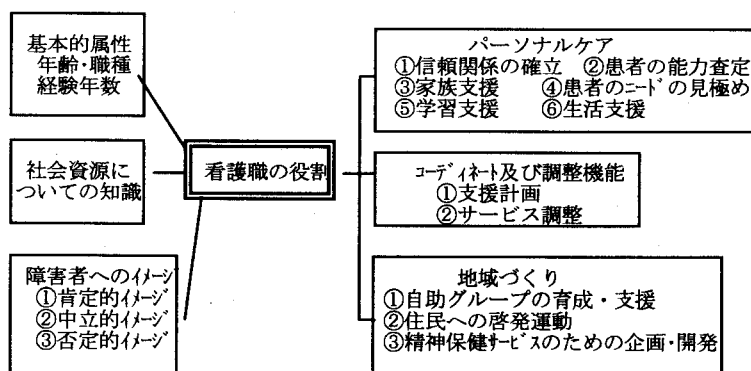 基本的属性
年齢・職種
経験年数
社会資源に
ついての知識
障害者へのイメージ
①肯定的イメージ
②中立的イメージ
③否定的イメージ
看護職の役割
パーソナルケア
①信頼関係の確立 ②患者の能力査定
③家族支援 ④患者のニードの見極め
⑤学習支援 ⑥生活支援
コーディネート及び調整機能
①支援計画
②サービス調整
地域づくり
①自助グループの育成・支援
②住民への啓発運動
③精神保健サービスのための企画・開発